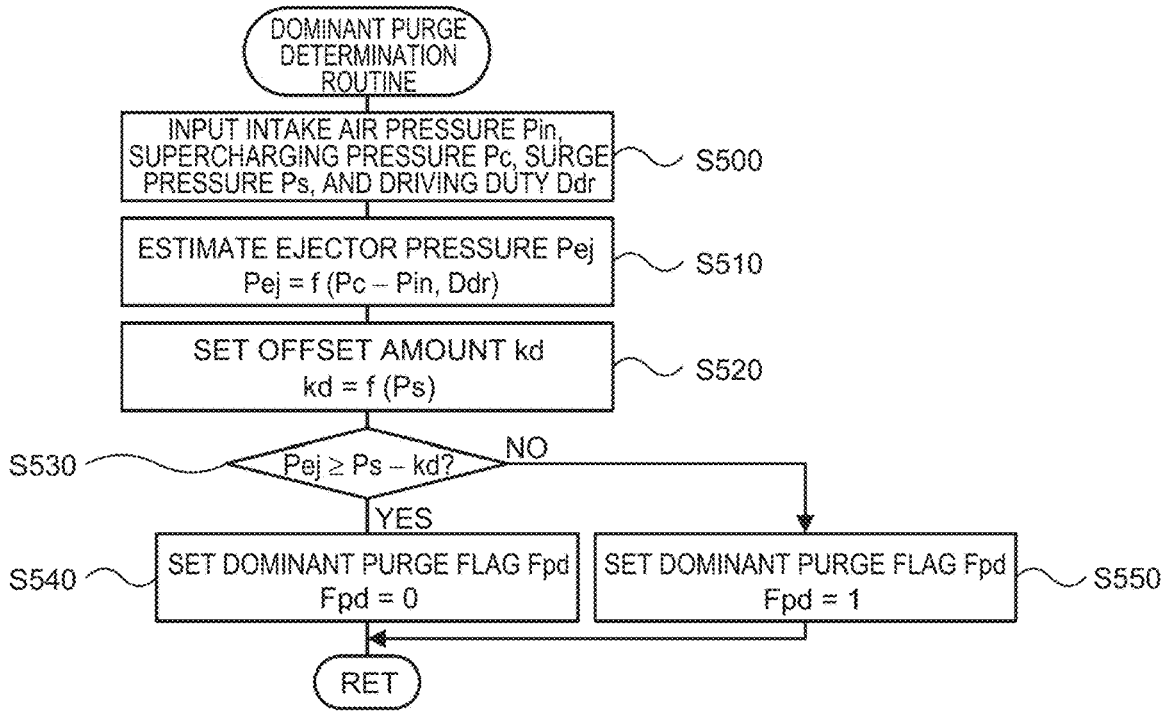 DOMINANT PURGE
DETERMINATION
ROUTINE
INPUT INTAKE AIR PRESSURE Pin,
SUPERCHARGING PRESSURE Pc, SURGE
PRESSURE Ps, AND DRIVING DUTY Ddr
S500
ESTIMATE EJECTOR PRESSURE Pej
Pej = f (Pc – Pin, Ddr)
S510
SET OFFSET AMOUNT kd
kd = f (Ps)
S520
S530
Pej ≥ Ps – kd?
NO
YES
S540
SET DOMINANT PURGE FLAG Fpd
Fpd = 0
SET DOMINANT PURGE FLAG Fpd
Fpd = 1
S550
RET